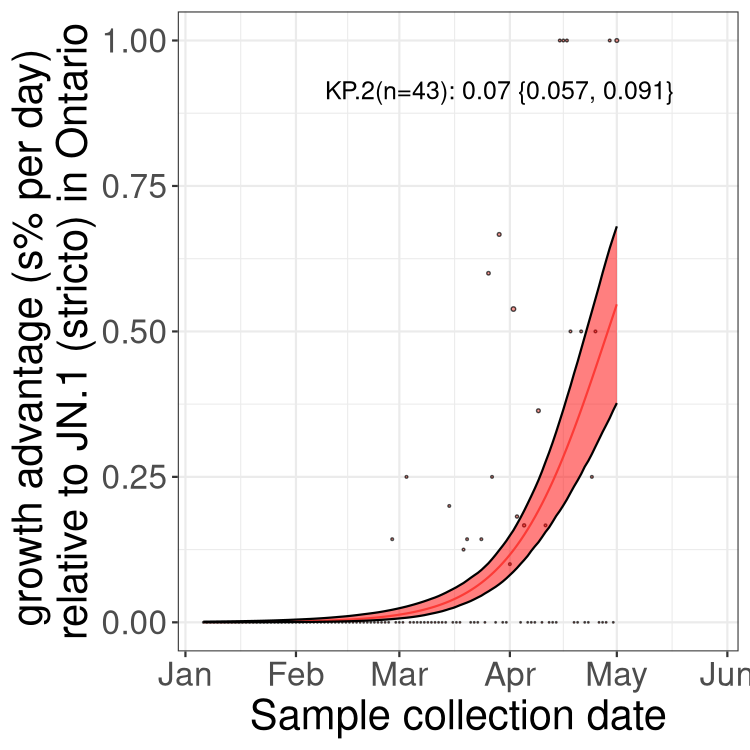 growth advantage (s% per day)
relative to JN.1 (stricto) in Ontario
1.00
0.75
0.50
0.25
0.00
KP.2(n=43): 0.07 {0.057, 0.091}
Jan Feb Mar Apr May Jun
Sample collection date